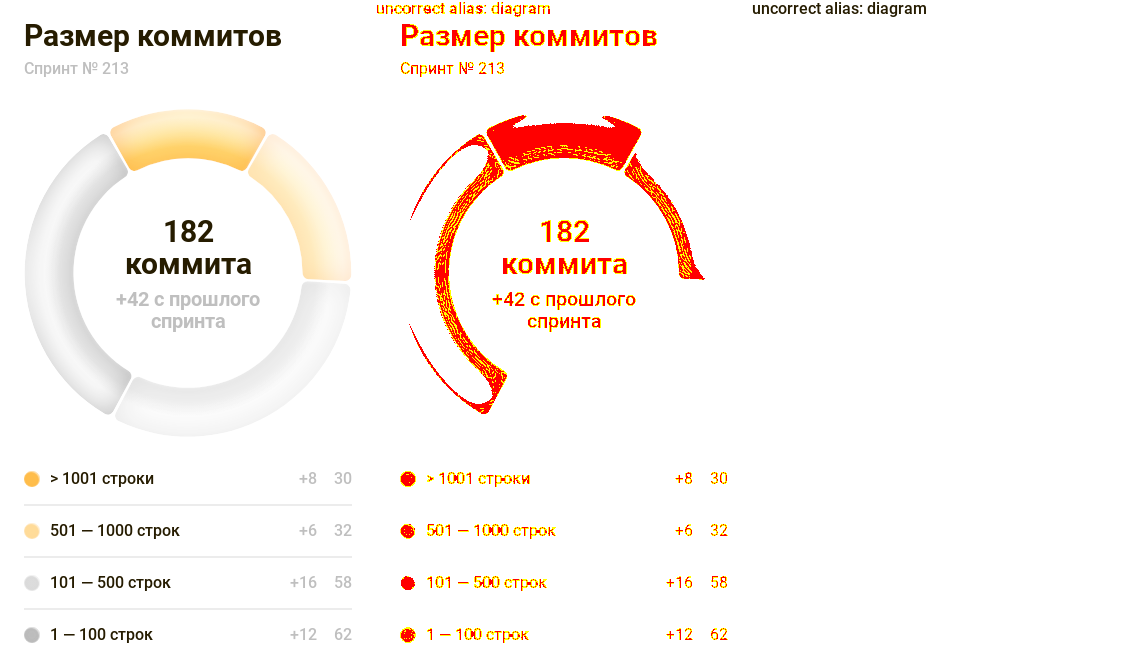 uncorrect alias: diagram
uncorrect alias: diagram
Размер коммитов
Спринт № 213
182
коммита
+42 с прошлого
спринта
> 1001 строки +8 30
501 — 1000 строк +6 32
101 — 500 строк +16 58
1 — 100 строк +12 62
Размер коммитов
Спринт № 213
182
коммита
+42 с прошлого
спринта
> 1001 строки +8 30
501 — 1000 строк +6 32
101 — 500 строк +16 58
1 — 100 строк +12 62